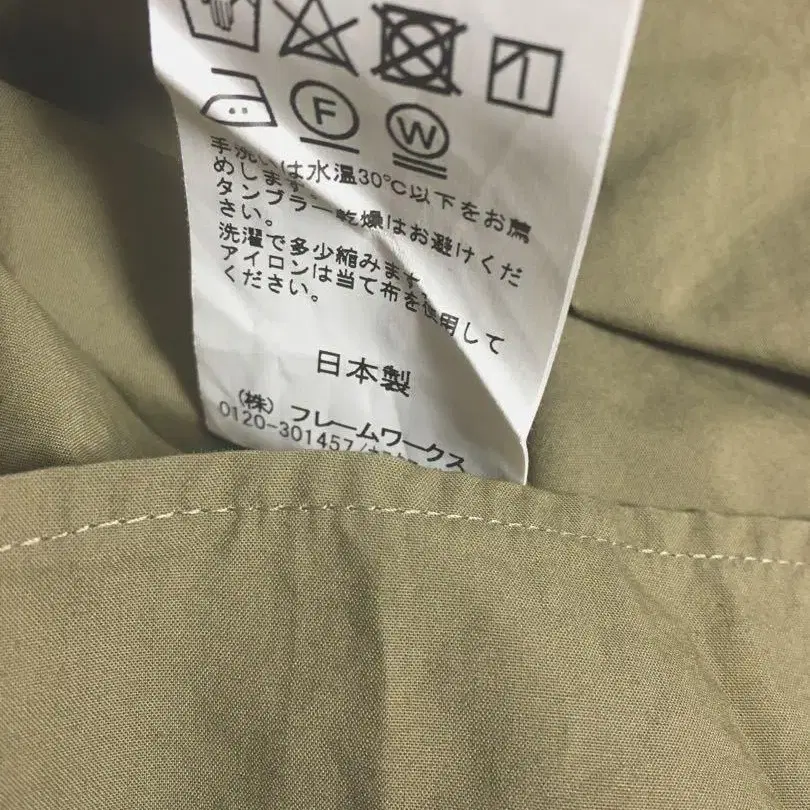 F W
手洗いは水温30℃以下をお薦
めします。
タンブラー乾燥はお避けくだ
さい。
洗濯で多少縮みます。
アイロンは当て布を使用して
ください。
日本製
(株) フレームワークス
0120-301457/